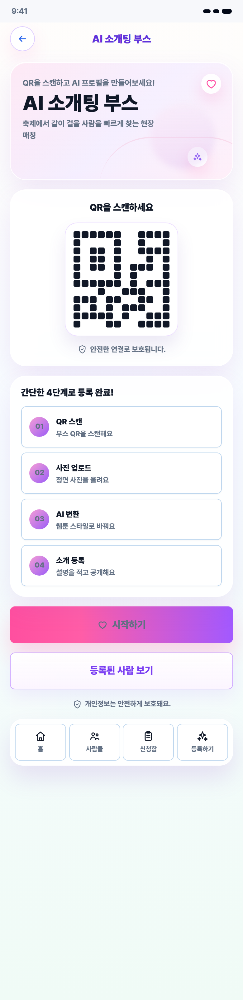 9:41
AI 소개팅 부스
QR을 스캔하고 AI 프로필을 만들어보세요!
AI 소개팅 부스
축제에서 같이 걸을 사람을 빠르게 찾는 현장
매칭
QR을 스캔하세요
안전한 연결로 보호됩니다.
간단한 4단계로 등록 완료!
01
QR 스캔
부스 QR을 스캔해요
02
사진 업로드
정면 사진을 올려요
03
AI 변환
웹툰 스타일로 바꿔요
04
소개 등록
설명을 적고 공개해요
시작하기
등록된 사람 보기
개인정보는 안전하게 보호돼요.
홈
사람들
신청함
등록하기